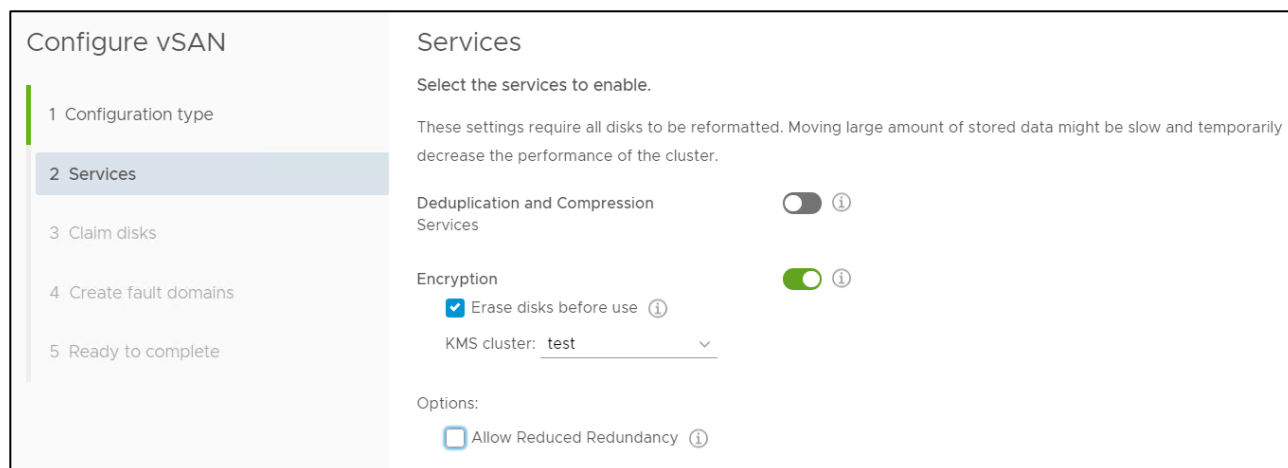 Configure vSAN
1 Configuration type
2 Services
3 Claim disks
4 Create fault domains
5 Ready to complete
Services
Select the services to enable.
These settings require all disks to be reformatted. Moving large amount of stored data might be slow and temporarily
decrease the performance of the cluster.
Deduplication and Compression
Services
Encryption
Erase disks before use
KMS cluster: test
Options:
Allow Reduced Redundancy